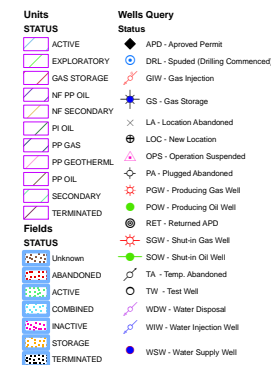 Units
STATUS
ACTIVE
EXPLORATORY
GAS STORAGE
NF PP OIL
NF SECONDARY
PI OIL
PP GAS
PP GEOTHERML
PP OIL
SECONDARY
TERMINATED
Fields
STATUS
Unknown
ABANDONED
ACTIVE
COMBINED
INACTIVE
STORAGE
TERMINATED
Wells Query
Status
APD - Aproved Permit
DRL - Spuded (Drilling Commenced)
GIW - Gas Injection
GS - Gas Storage
LA - Location Abandoned
LOC - New Location
OPS - Operation Suspended
PA - Plugged Abandoned
PGW - Producing Gas Well
POW - Producing Oil Well
RET - Returned APD
SGW - Shut-in Gas Well
SOW - Shut-in Oil Well
TA - Temp. Abandoned
TW - Test Well
WDW - Water Disposal
WIW - Water Injection Well
WSW - Water Supply Well